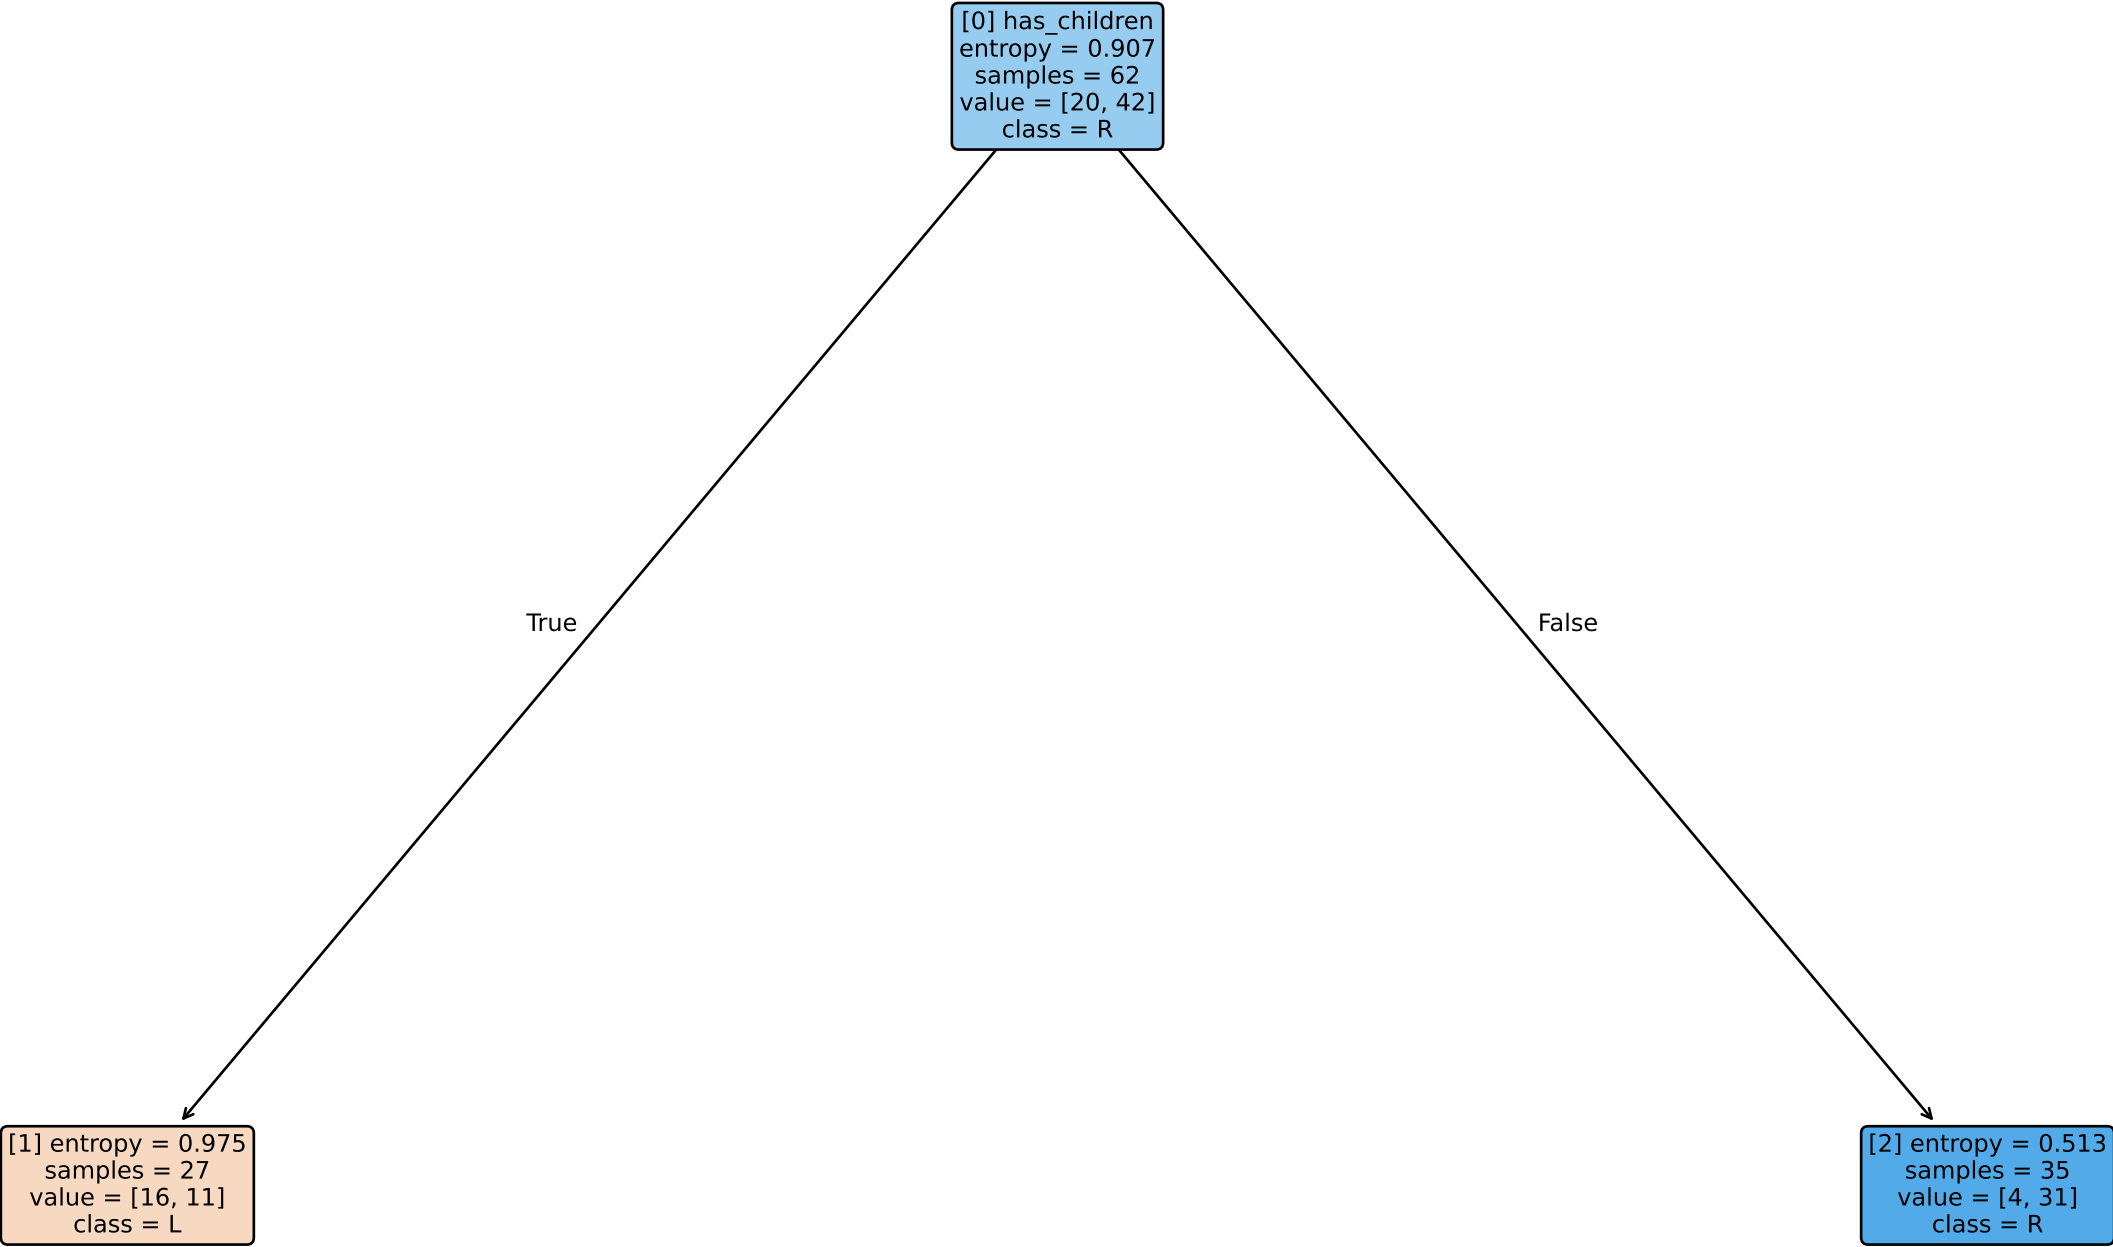 [0] has_children
entropy = 0.907
samples = 62
value = [20, 42]
class = R
True
False
[1] entropy = 0.975
samples = 27
value = [16, 11]
class = L
[2] entropy = 0.513
samples = 35
value = [4, 31]
class = R